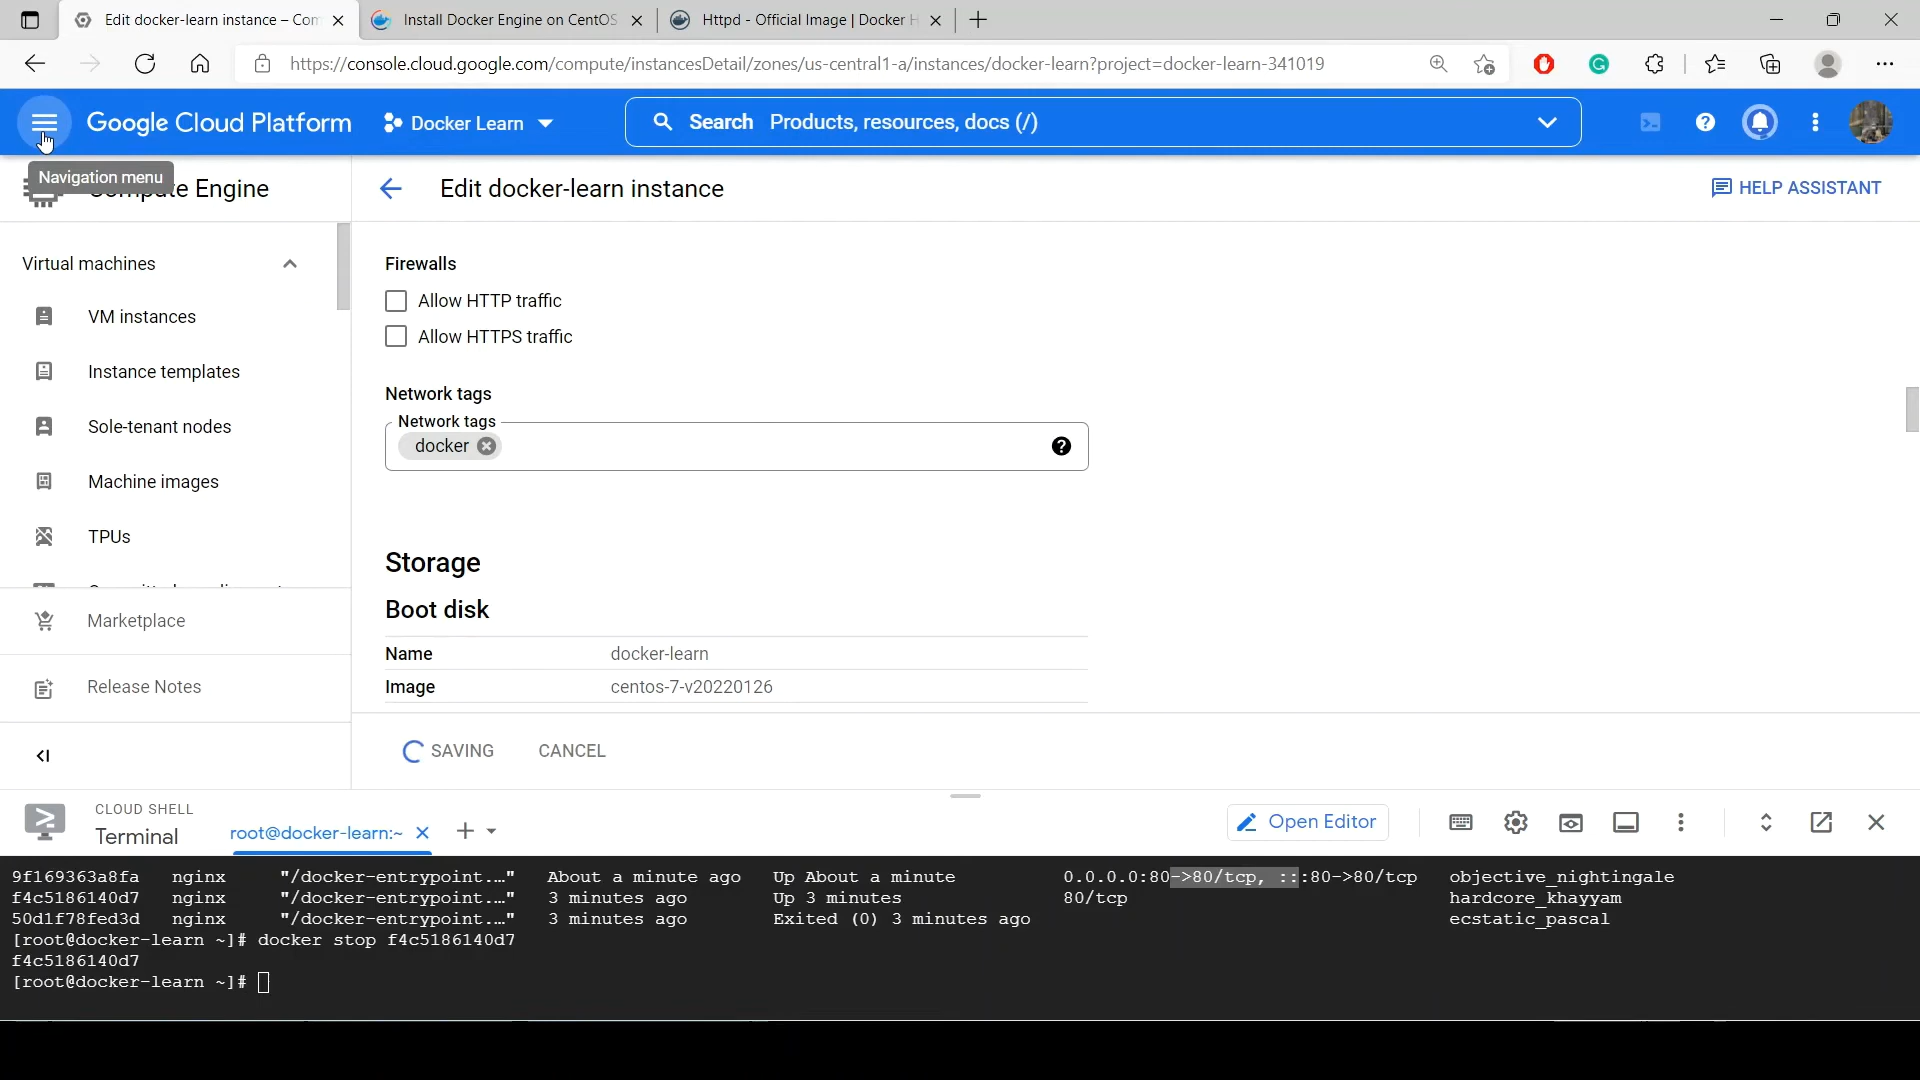 Edit docker-learn instance – Com
Install Docker Engine on CentOS
Httpd - Official Image | Docker H
https://console.cloud.google.com/compute/instancesDetail/zones/us-central1-a/instances/docker-learn?project=docker-learn-341019
Google Cloud Platform
Docker Learn
Search Products, resources, docs (/)
Navigation menu
Compute Engine
Edit docker-learn instance
HELP ASSISTANT
Virtual machines
VM instances
Instance templates
Sole-tenant nodes
Machine images
TPUs
Marketplace
Release Notes
Firewalls
Allow HTTP traffic
Allow HTTPS traffic
Network tags
Network tags
docker
Storage
Boot disk
Name docker-learn
Image centos-7-v20220126
SAVING CANCEL
CLOUD SHELL
Terminal
root@docker-learn:~
Open Editor
9f169363a8fa nginx "/docker-entrypoint.…" About a minute ago Up About a minute 0.0.0.0:80->80/tcp, :::80->80/tcp objective_nightingale
f4c5186140d7 nginx "/docker-entrypoint.…" 3 minutes ago Up 3 minutes 80/tcp hardcore_khayyam
50d1f78fed3d nginx "/docker-entrypoint.…" 3 minutes ago Exited (0) 3 minutes ago ecstatic_pascal
[root@docker-learn ~]# docker stop f4c5186140d7
f4c5186140d7
[root@docker-learn ~]#